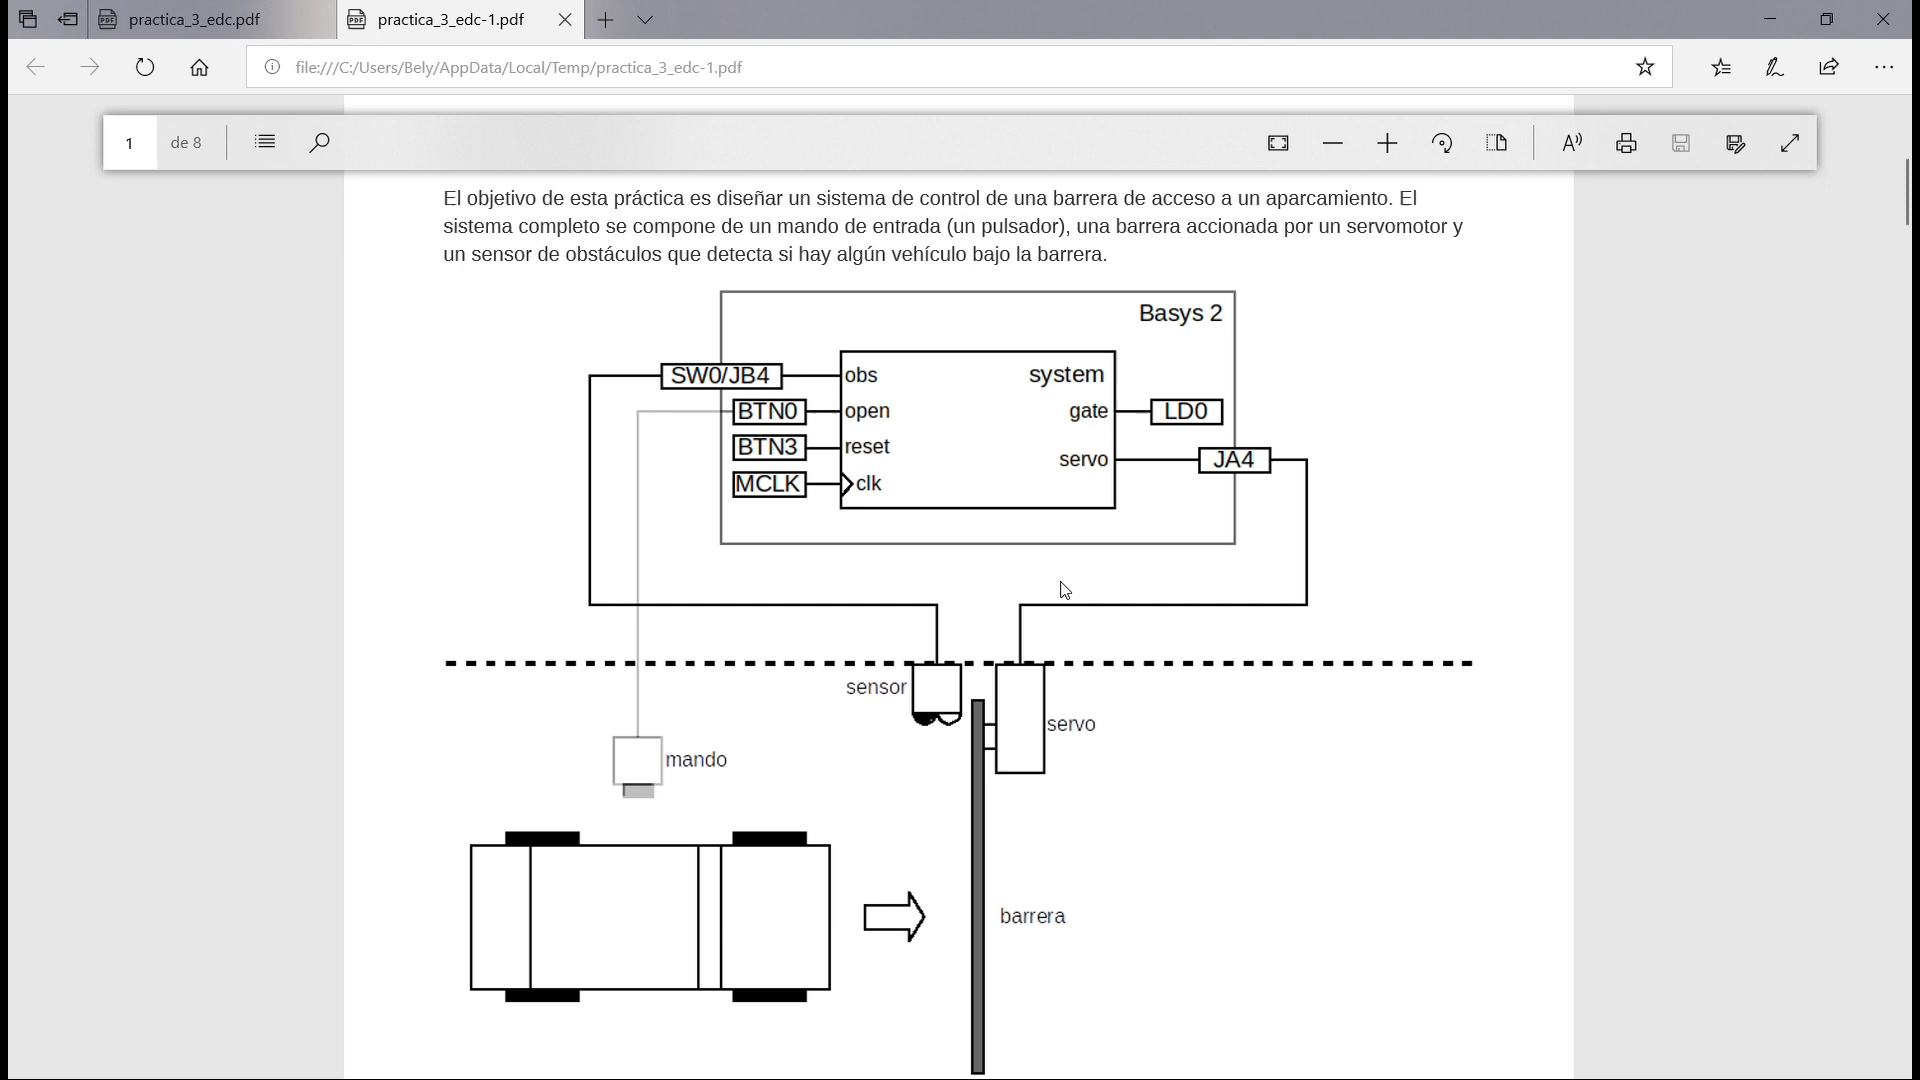 practica_3_edc.pdf
practica_3_edc-1.pdf
file:///C:/Users/Bely/AppData/Local/Temp/practica_3_edc-1.pdf
1 de 8
El objetivo de esta práctica es diseñar un sistema de control de una barrera de acceso a un aparcamiento. El
sistema completo se compone de un mando de entrada (un pulsador), una barrera accionada por un servomotor y
un sensor de obstáculos que detecta si hay algún vehículo bajo la barrera.
Basys 2
SW0/JB4 obs system
BTN0 open gate LD0
BTN3 reset servo JA4
MCLK clk
sensor
servo
mando
barrera